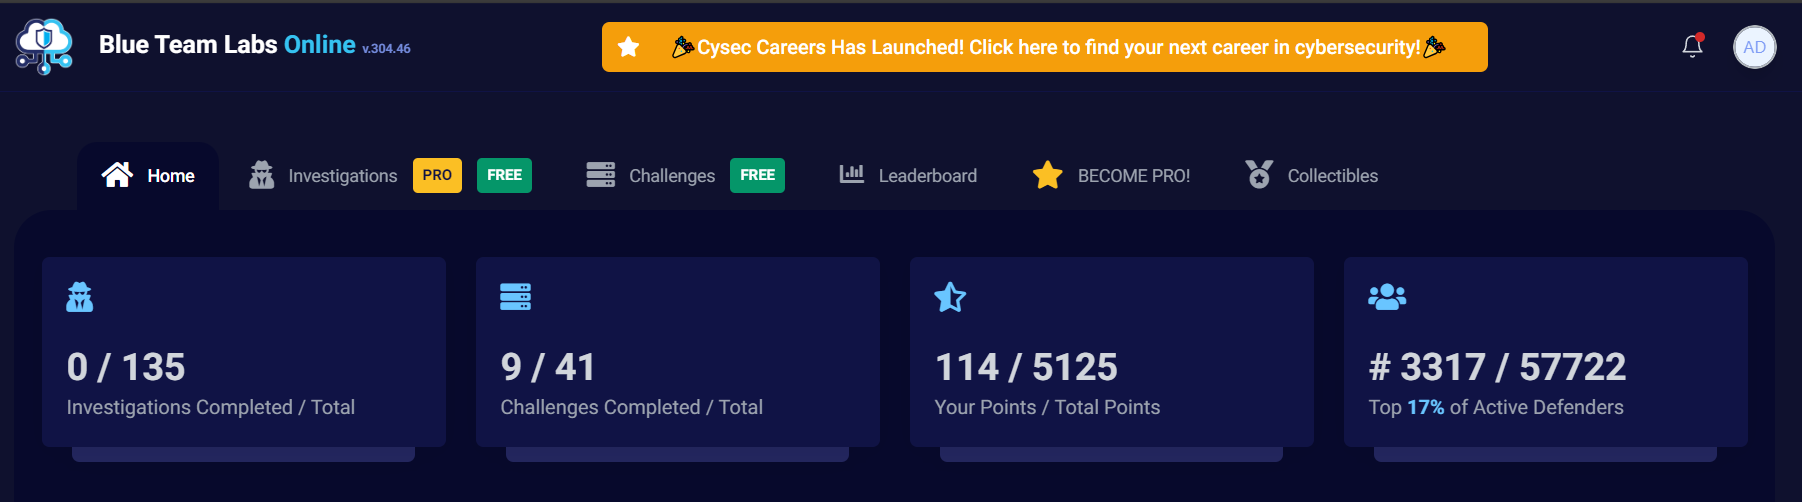 Blue Team Labs Online v.304.46
🎉Cysec Careers Has Launched! Click here to find your next career in cybersecurity!🎉
AD
Home
Investigations PRO FREE
Challenges FREE
Leaderboard
BECOME PRO!
Collectibles
0 / 135
Investigations Completed / Total
9 / 41
Challenges Completed / Total
114 / 5125
Your Points / Total Points
# 3317 / 57722
Top 17% of Active Defenders